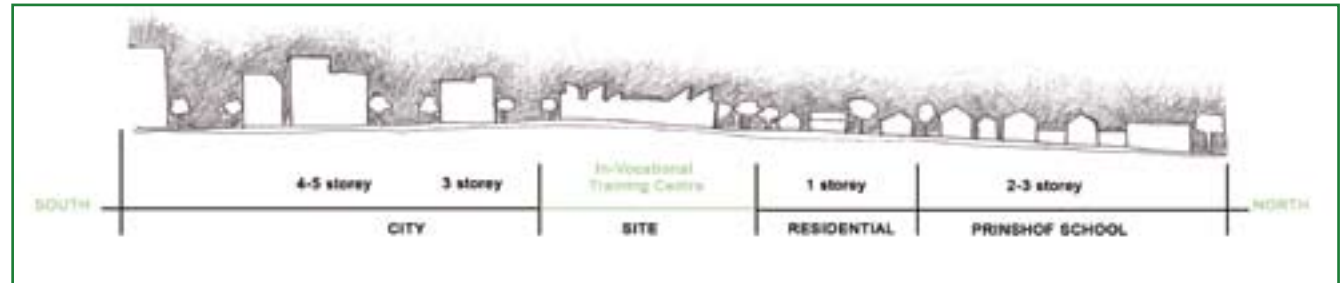 In-Vocational
Training Centre
4-5 storey 3 storey 1 storey 2-3 storey
SOUTH NORTH
CITY SITE RESIDENTIAL PRINSHOF SCHOOL